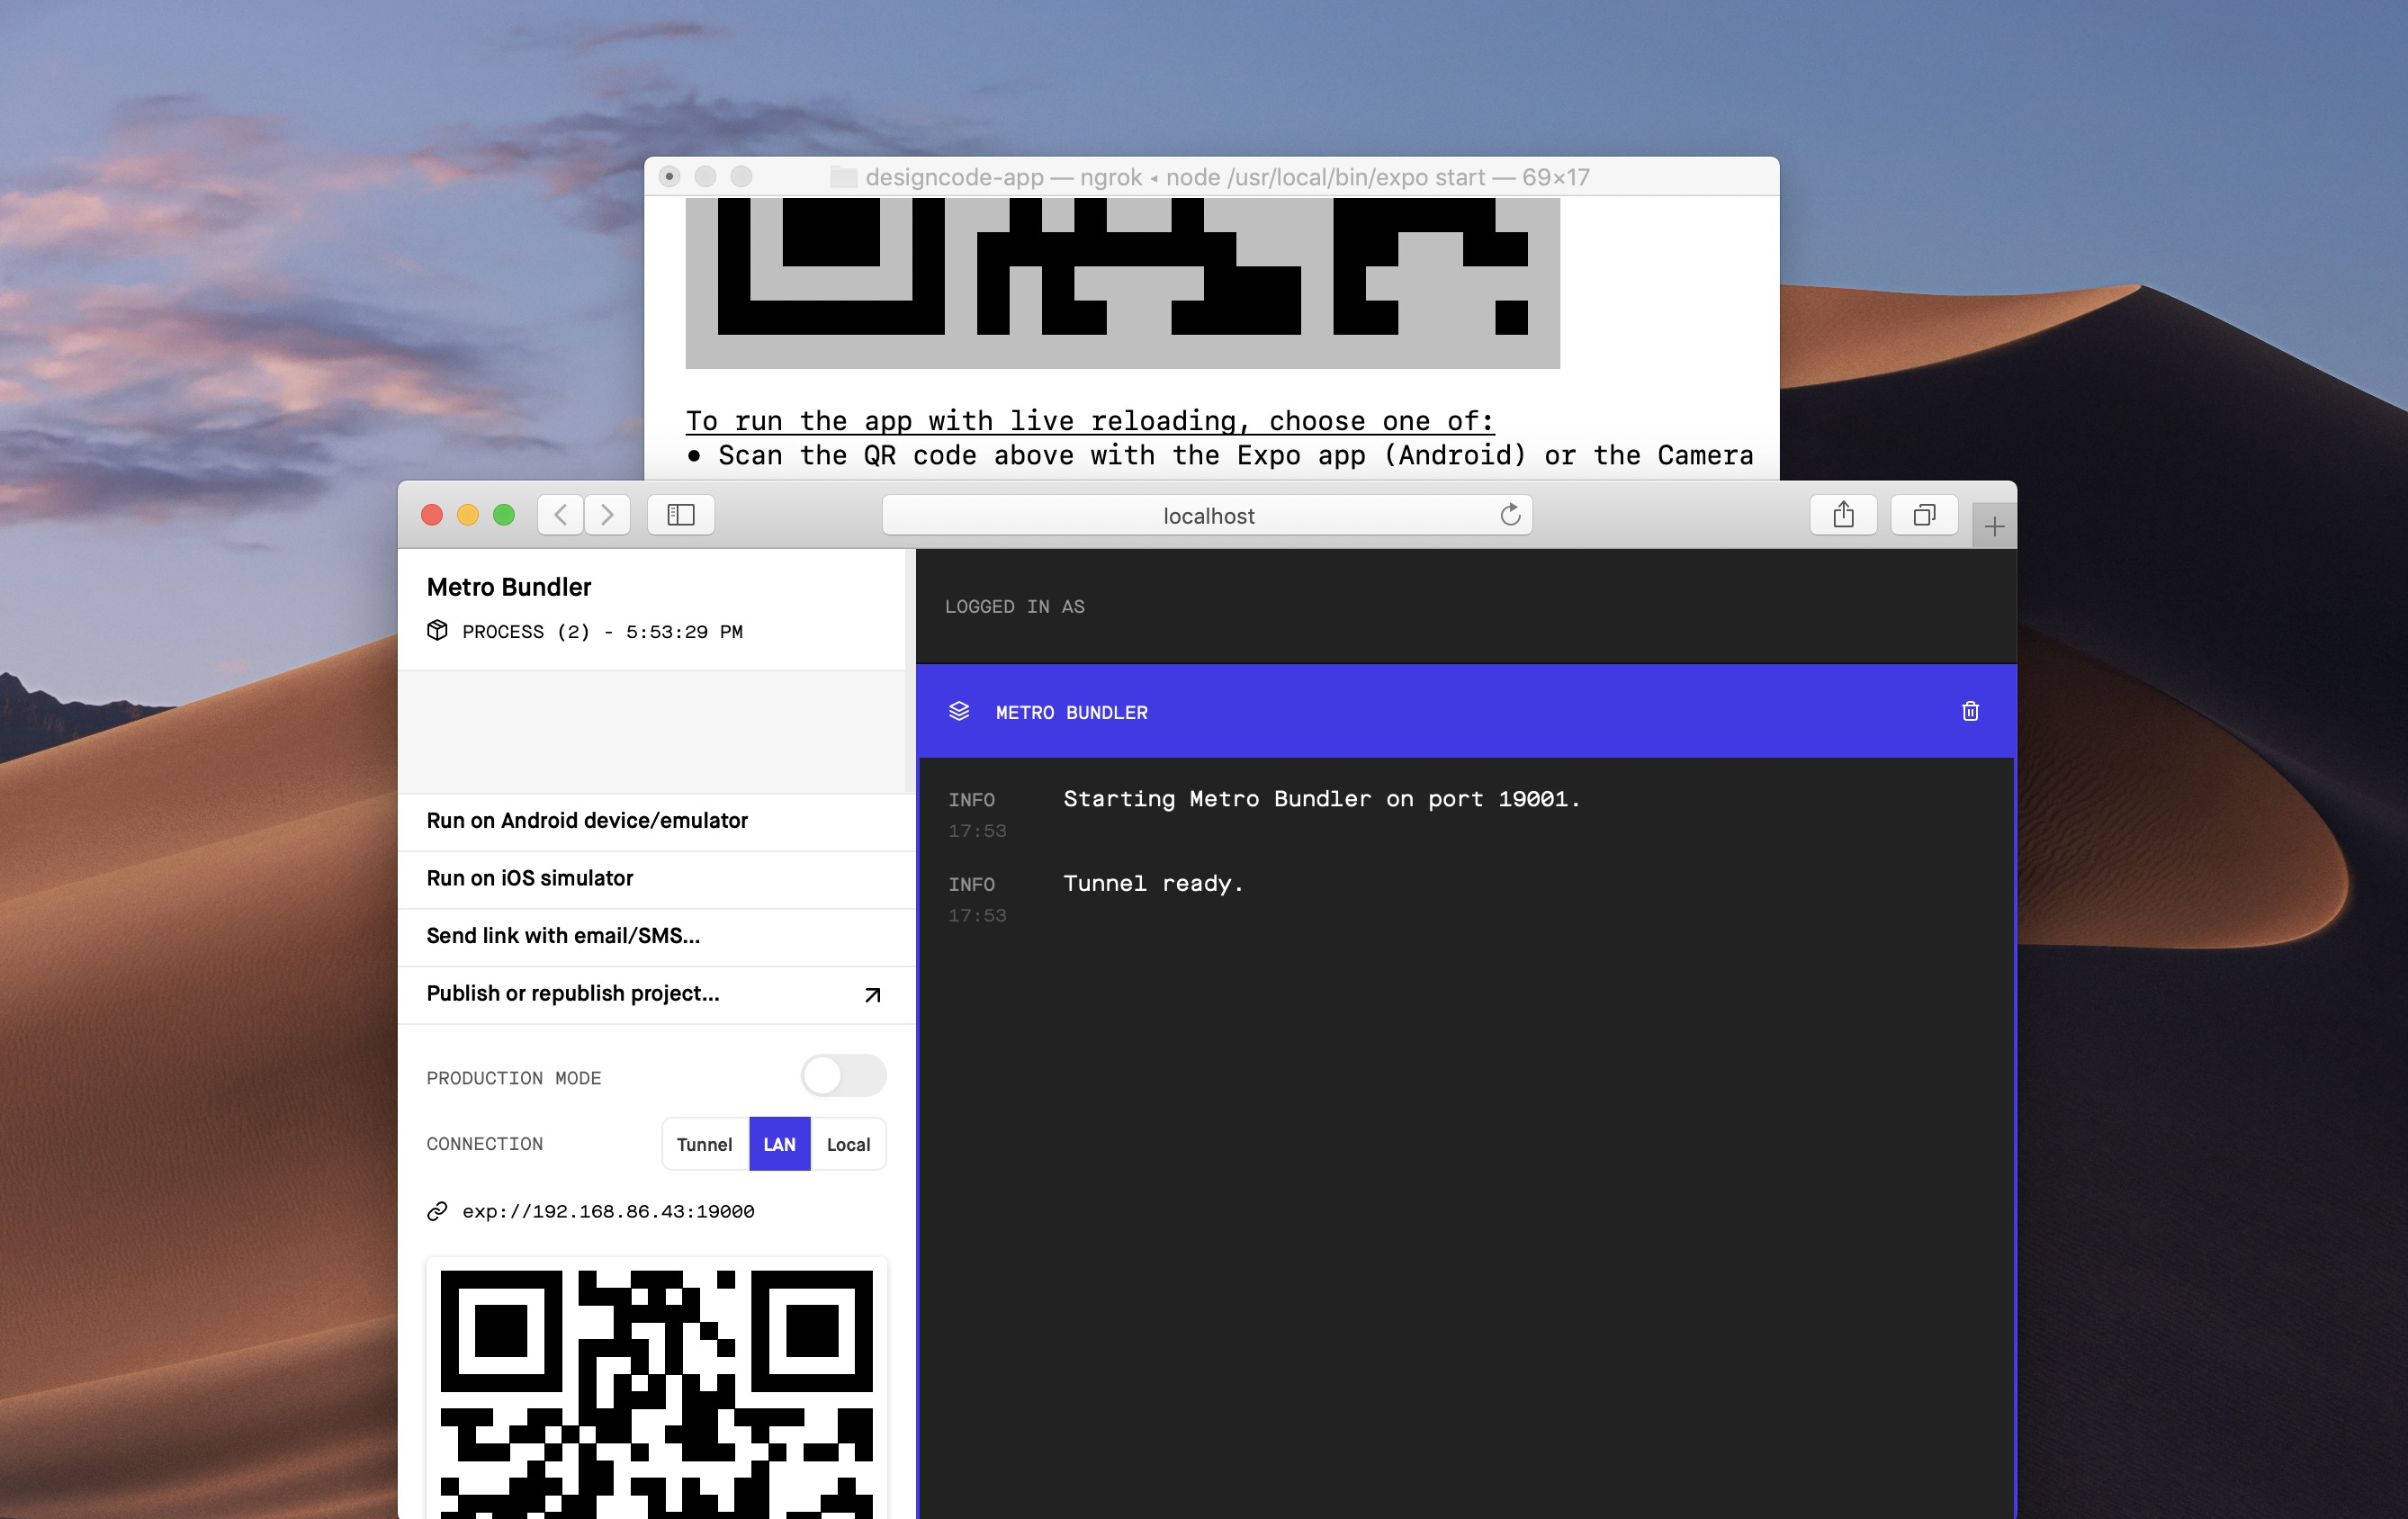 designcode-app — ngrok ◂ node /usr/local/bin/expo start — 69×17
To run the app with live reloading, choose one of:
● Scan the QR code above with the Expo app (Android) or the Camera
localhost
Metro Bundler
PROCESS (2) - 5:53:29 PM
Run on Android device/emulator
Run on iOS simulator
Send link with email/SMS...
Publish or republish project...
PRODUCTION MODE
CONNECTION Tunnel LAN Local
exp://192.168.86.43:19000
LOGGED IN AS
METRO BUNDLER
INFO Starting Metro Bundler on port 19001.
17:53
INFO Tunnel ready.
17:53